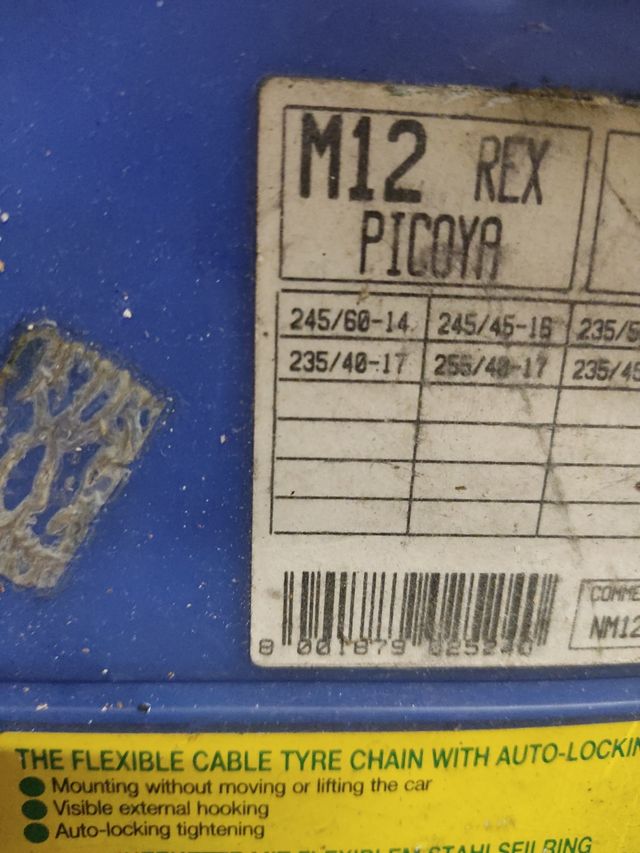 M12 REX
PICOYA
245/60-14 245/45-16 235/
235/40-17 255/40-17 235/45
COMME
NM12
8 001879 025240
THE FLEXIBLE CABLE TYRE CHAIN WITH AUTO-LOCKIN
Mounting without moving or lifting the car
Visible external hooking
Auto-locking tightening
STAHLSEILRING